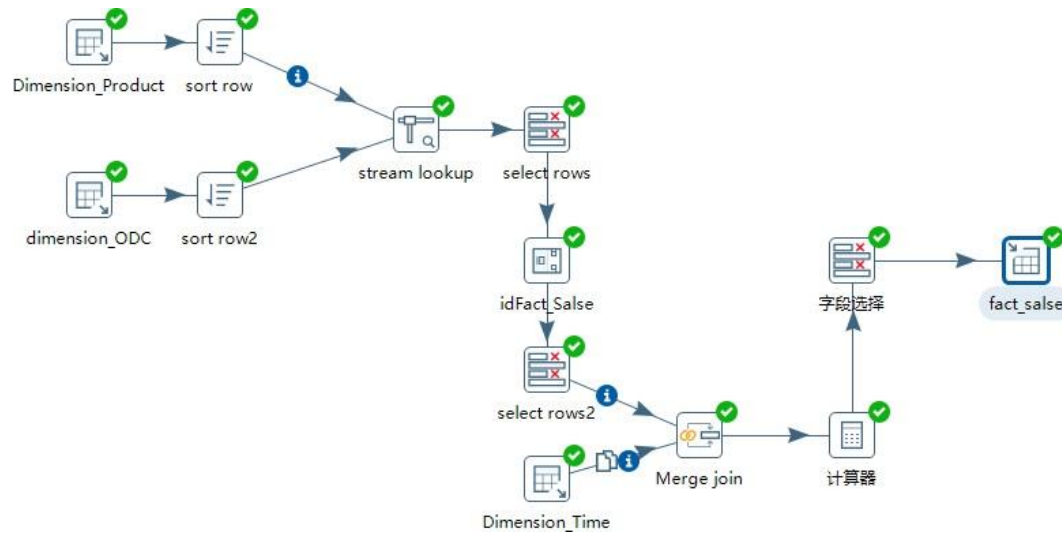 Dimension_Product
sort row
dimension_ODC
sort row2
stream lookup
select rows
idFact_Salse
select rows2
Dimension_Time
Merge join
计算器
字段选择
fact_salse